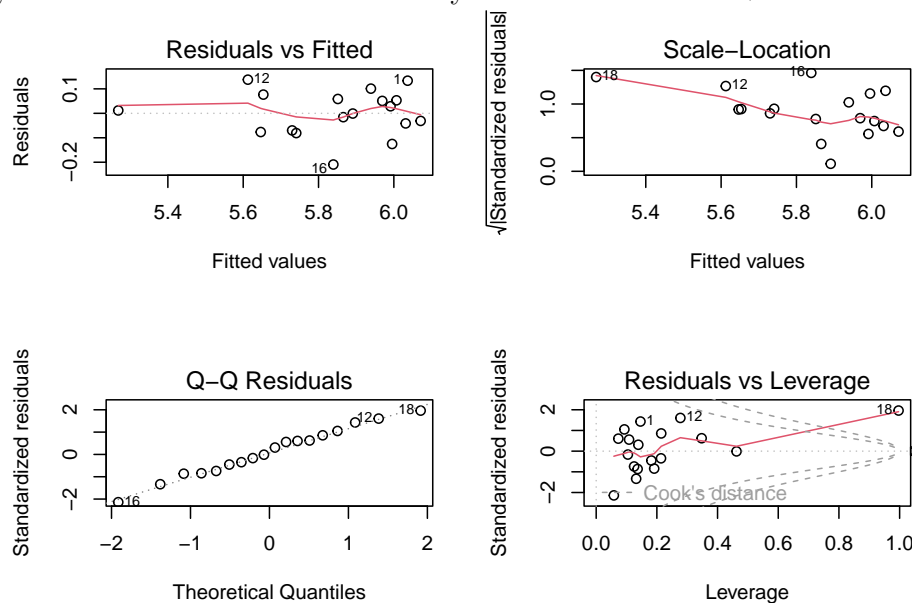 Residuals vs Fitted
Residuals
0.1
−0.2
12
1
16
5.4 5.6 5.8 6.0
Fitted values
Scale−Location
√|Standardized residuals|
1.0
0.0
18
12
16
5.4 5.6 5.8 6.0
Fitted values
Q−Q Residuals
Standardized residuals
2
0
−2
16
12
18
−2 −1 0 1 2
Theoretical Quantiles
Residuals vs Leverage
Standardized residuals
2
0
−2
1
12
18
Cook's distance
0.0 0.2 0.4 0.6 0.8 1.0
Leverage